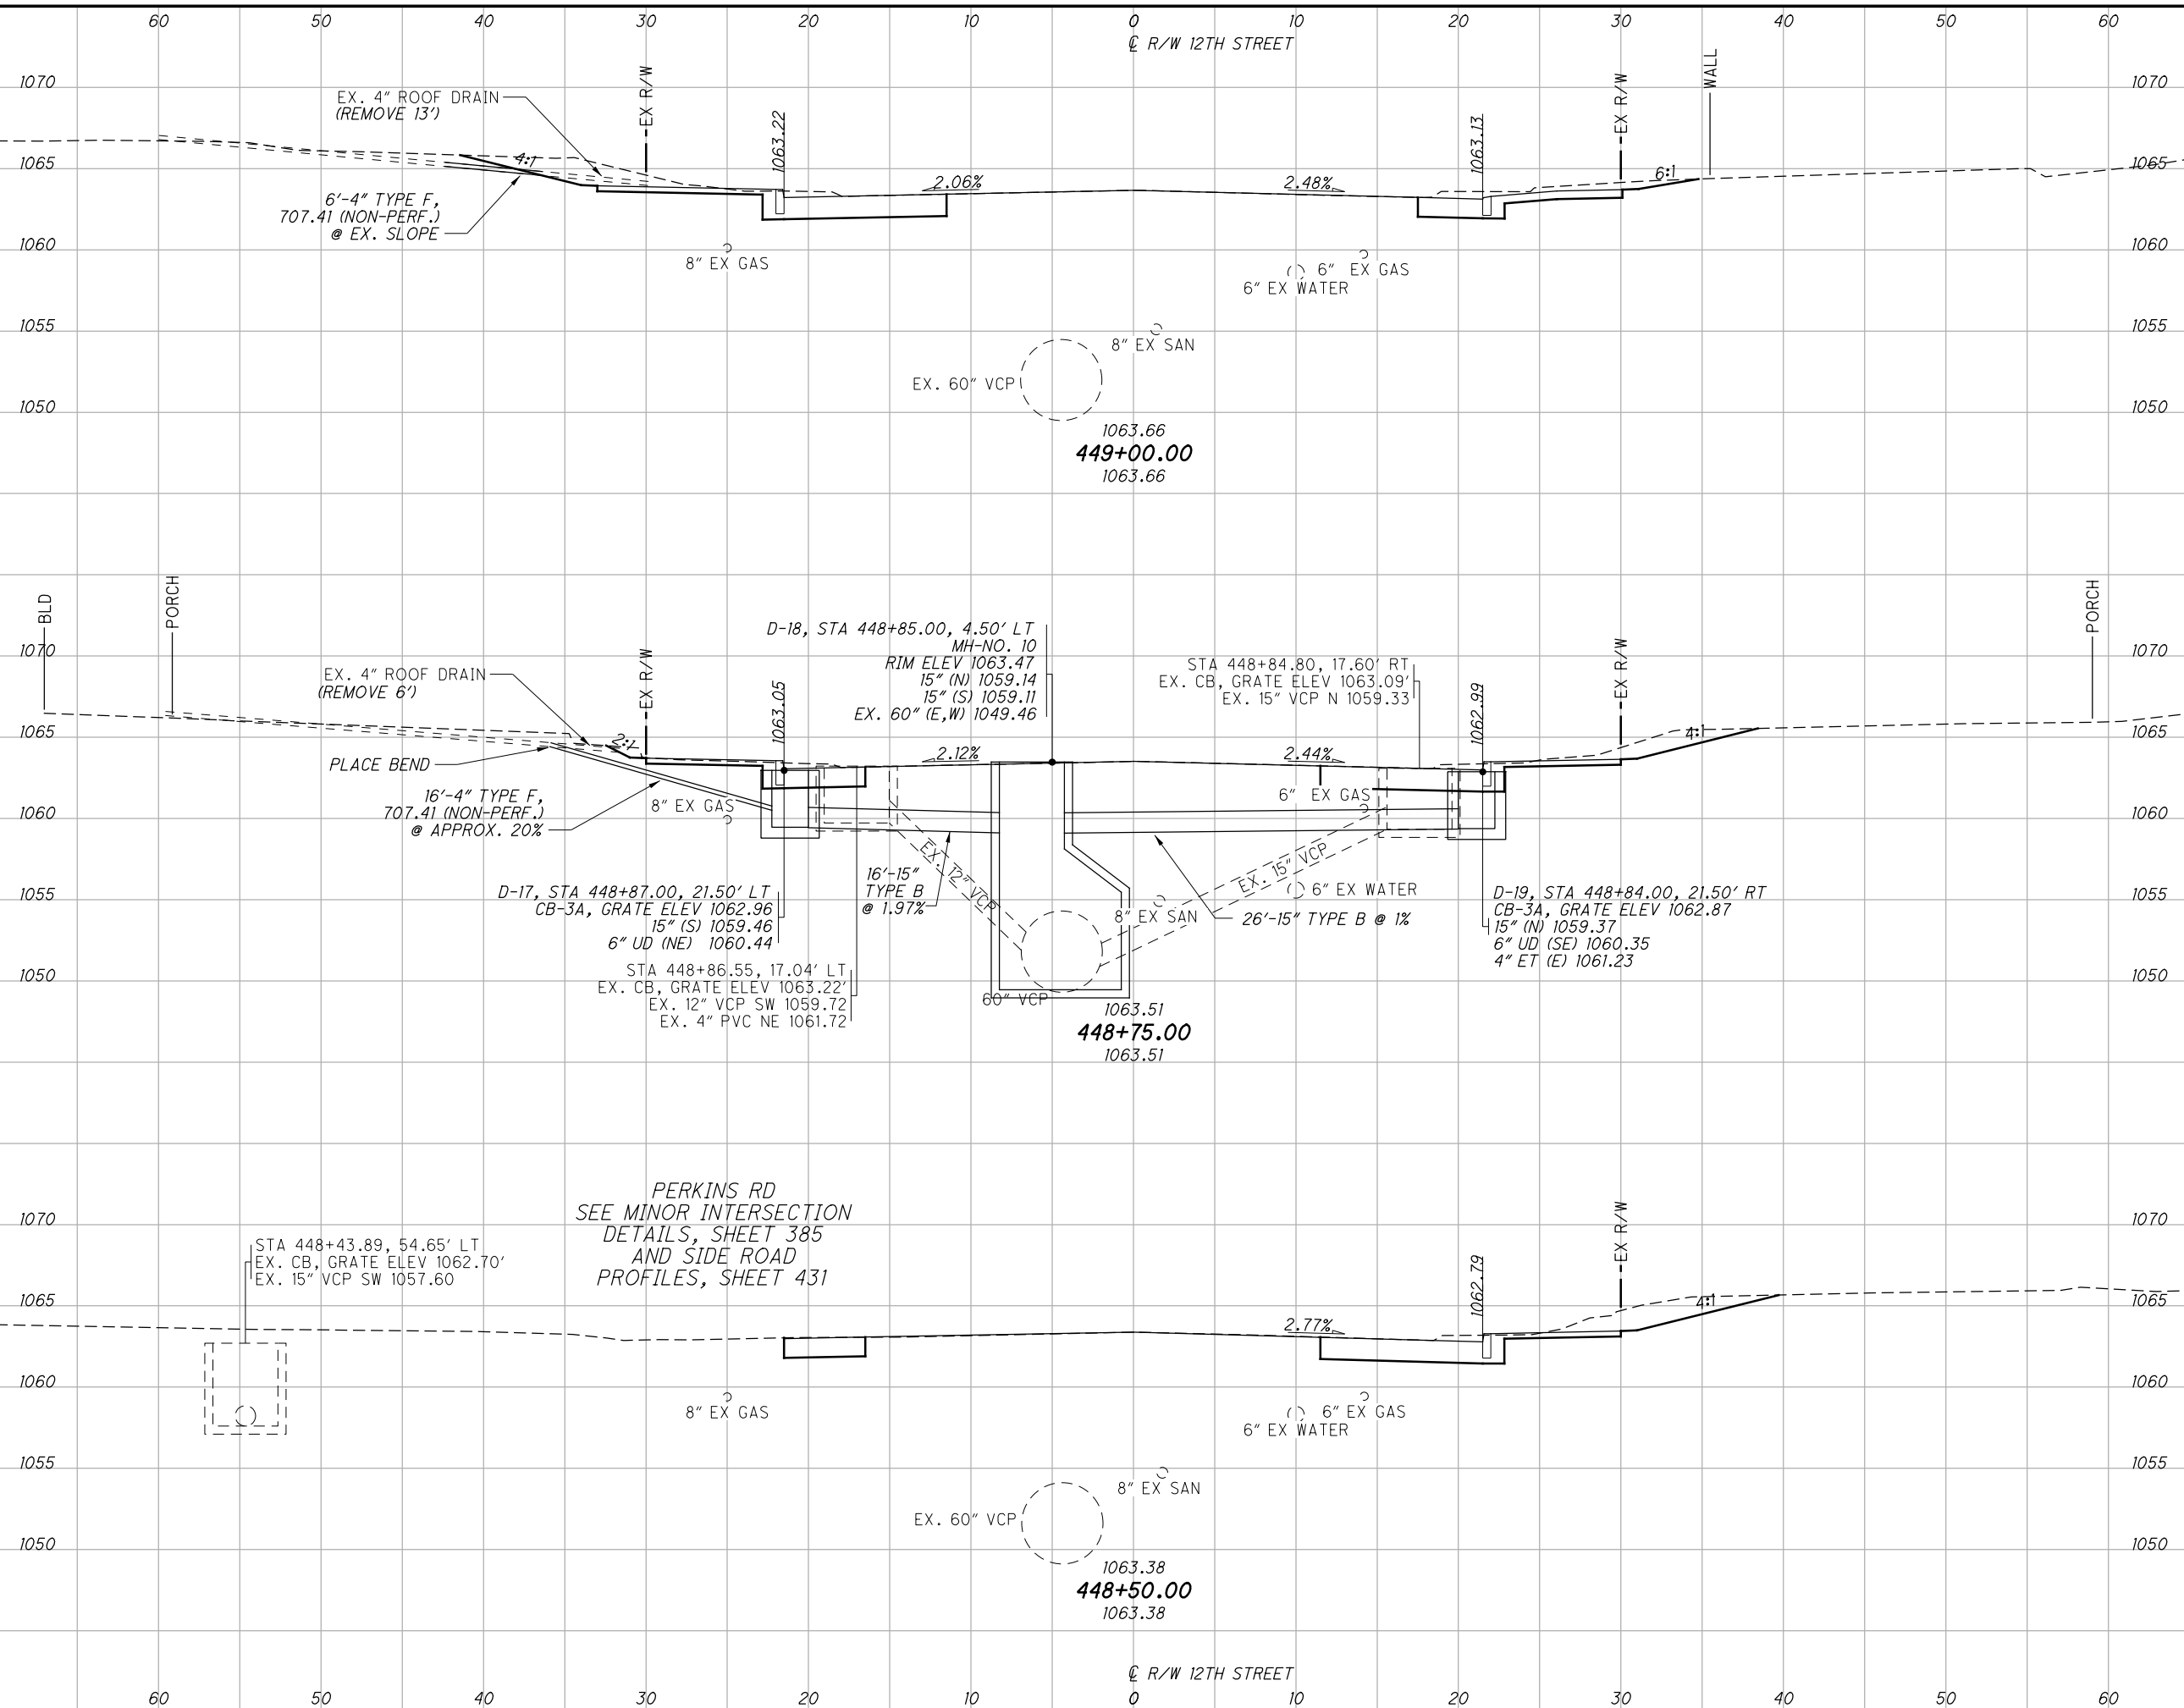 60 50 40 30 20 10 0 10 20 30 40 50 60
℄ R/W 12TH STREET
EX R/W
EX R/W
WALL
1070 1070
EX. 4" ROOF DRAIN
(REMOVE 13')
1063.22
1063.13
1065 1065
4:1
2.06%
2.48%
6:1
6'-4" TYPE F,
707.41 (NON-PERF.)
@ EX. SLOPE
1060 1060
8" EX GAS
6" EX GAS
6" EX WATER
1055 1055
8" EX SAN
EX. 60" VCP
1050 1050
1063.66
449+00.00
1063.66
BLD
PORCH
PORCH
D-18, STA 448+85.00, 4.50' LT
MH-NO. 10
RIM ELEV 1063.47
15" (N) 1059.14
15" (S) 1059.11
EX. 60" (E,W) 1049.46
1070 1070
EX R/W
EX R/W
EX. 4" ROOF DRAIN
(REMOVE 6')
STA 448+84.80, 17.60' RT
EX. CB, GRATE ELEV 1063.09'
EX. 15" VCP N 1059.33
1063.05
1062.99
1065 1065
2:1
2.12%
2.44%
4:1
PLACE BEND
16'-4" TYPE F,
707.41 (NON-PERF.)
@ APPROX. 20%
8" EX GAS
6" EX GAS
1060 1060
EX. 12" VCP
EX. 15" VCP
16'-15"
TYPE B
@ 1.97%
6" EX WATER
1055 1055
D-17, STA 448+87.00, 21.50' LT
CB-3A, GRATE ELEV 1062.96
15" (S) 1059.46
6" UD (NE) 1060.44
8" EX SAN
26'-15" TYPE B @ 1%
D-19, STA 448+84.00, 21.50' RT
CB-3A, GRATE ELEV 1062.87
15" (N) 1059.37
6" UD (SE) 1060.35
4" ET (E) 1061.23
STA 448+86.55, 17.04' LT
EX. CB, GRATE ELEV 1063.22'
EX. 12" VCP SW 1059.72
EX. 4" PVC NE 1061.72
1050 1050
60" VCP
1063.51
448+75.00
1063.51
PERKINS RD
SEE MINOR INTERSECTION
DETAILS, SHEET 385
AND SIDE ROAD
PROFILES, SHEET 431
EX R/W
1070 1070
STA 448+43.89, 54.65' LT
EX. CB, GRATE ELEV 1062.70'
EX. 15" VCP SW 1057.60
1062.79
1065 1065
2.77%
4:1
1060 1060
8" EX GAS
6" EX GAS
6" EX WATER
1055 1055
8" EX SAN
EX. 60" VCP
1050 1050
1063.38
448+50.00
1063.38
℄ R/W 12TH STREET
60 50 40 30 20 10 0 10 20 30 40 50 60